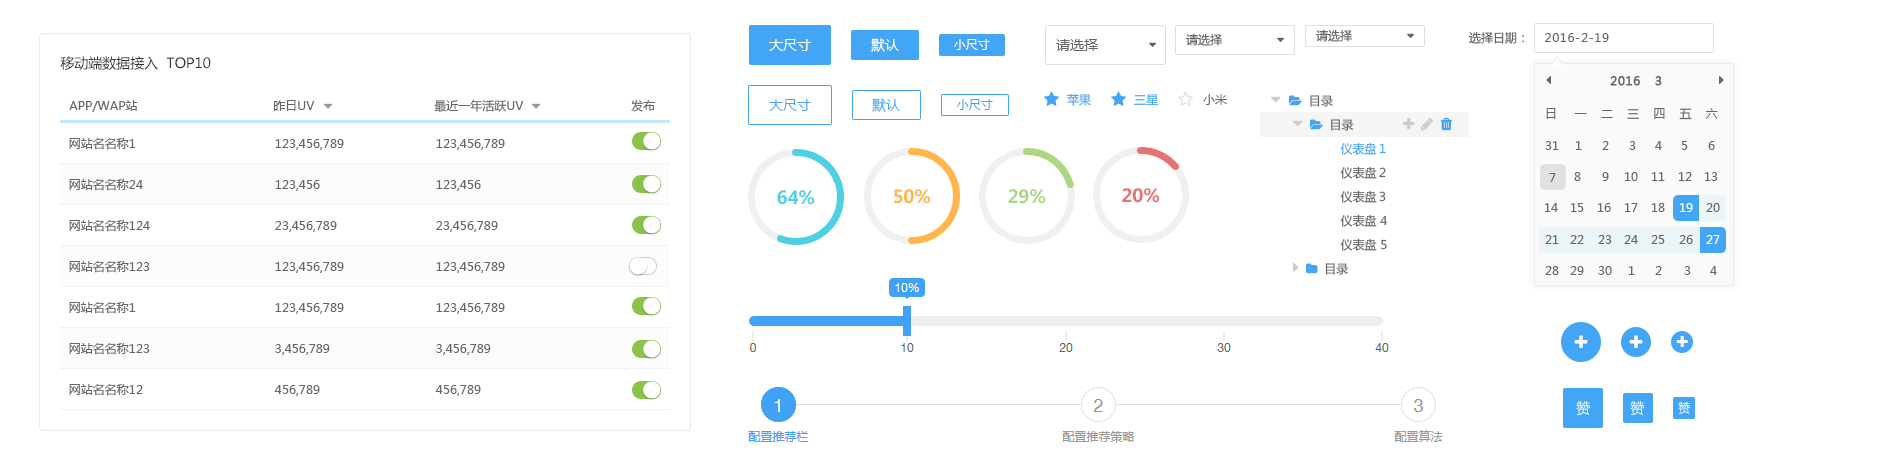 移动端数据接入 TOP10
APP/WAP站 昨日UV 最近一年活跃UV 发布
网站名名称1 123,456,789 123,456,789
网站名名称24 123,456 123,456
网站名名称124 23,456,789 23,456,789
网站名名称123 123,456,789 123,456,789
网站名名称1 123,456,789 123,456,789
网站名名称123 3,456,789 3,456,789
网站名名称12 456,789 456,789
大尺寸 默认 小尺寸
大尺寸 默认 小尺寸
64% 50% 29% 20%
请选择 请选择 请选择
苹果 三星 小米
目录
目录
仪表盘 1
仪表盘 2
仪表盘 3
仪表盘 4
仪表盘 5
目录
10%
0 10 20 30 40
1 2 3
配置推荐栏 配置推荐策略 配置算法
选择日期： 2016-2-19
2016 3
日 一 二 三 四 五 六
31 1 2 3 4 5 6
7 8 9 10 11 12 13
14 15 16 17 18 19 20
21 22 23 24 25 26 27
28 29 30 1 2 3 4
赞 赞 赞